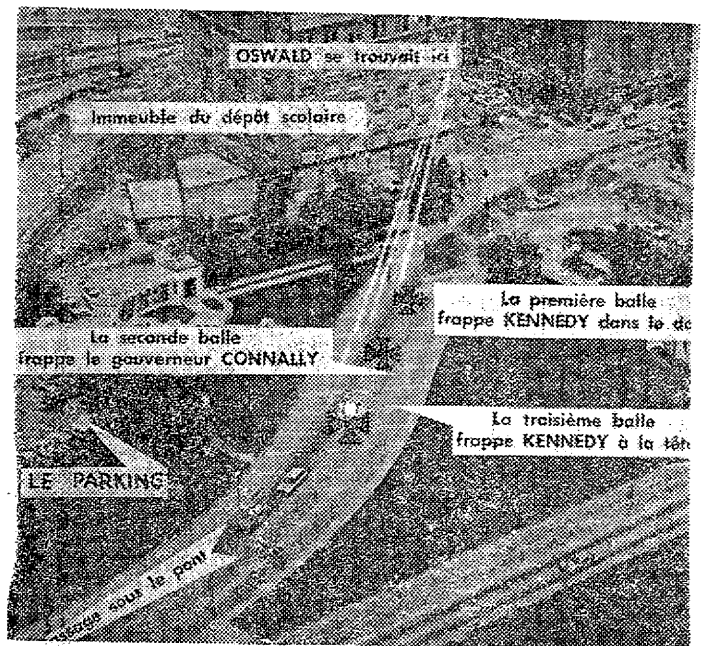 OSWALD se trouvait ici
Immeuble du dépôt scolaire
La première balle
frappe KENNEDY dans le do
La seconde balle
frappe le gouverneur CONNALLY
La troisième balle
frappe KENNEDY à la têt
LE PARKING
sous le pont